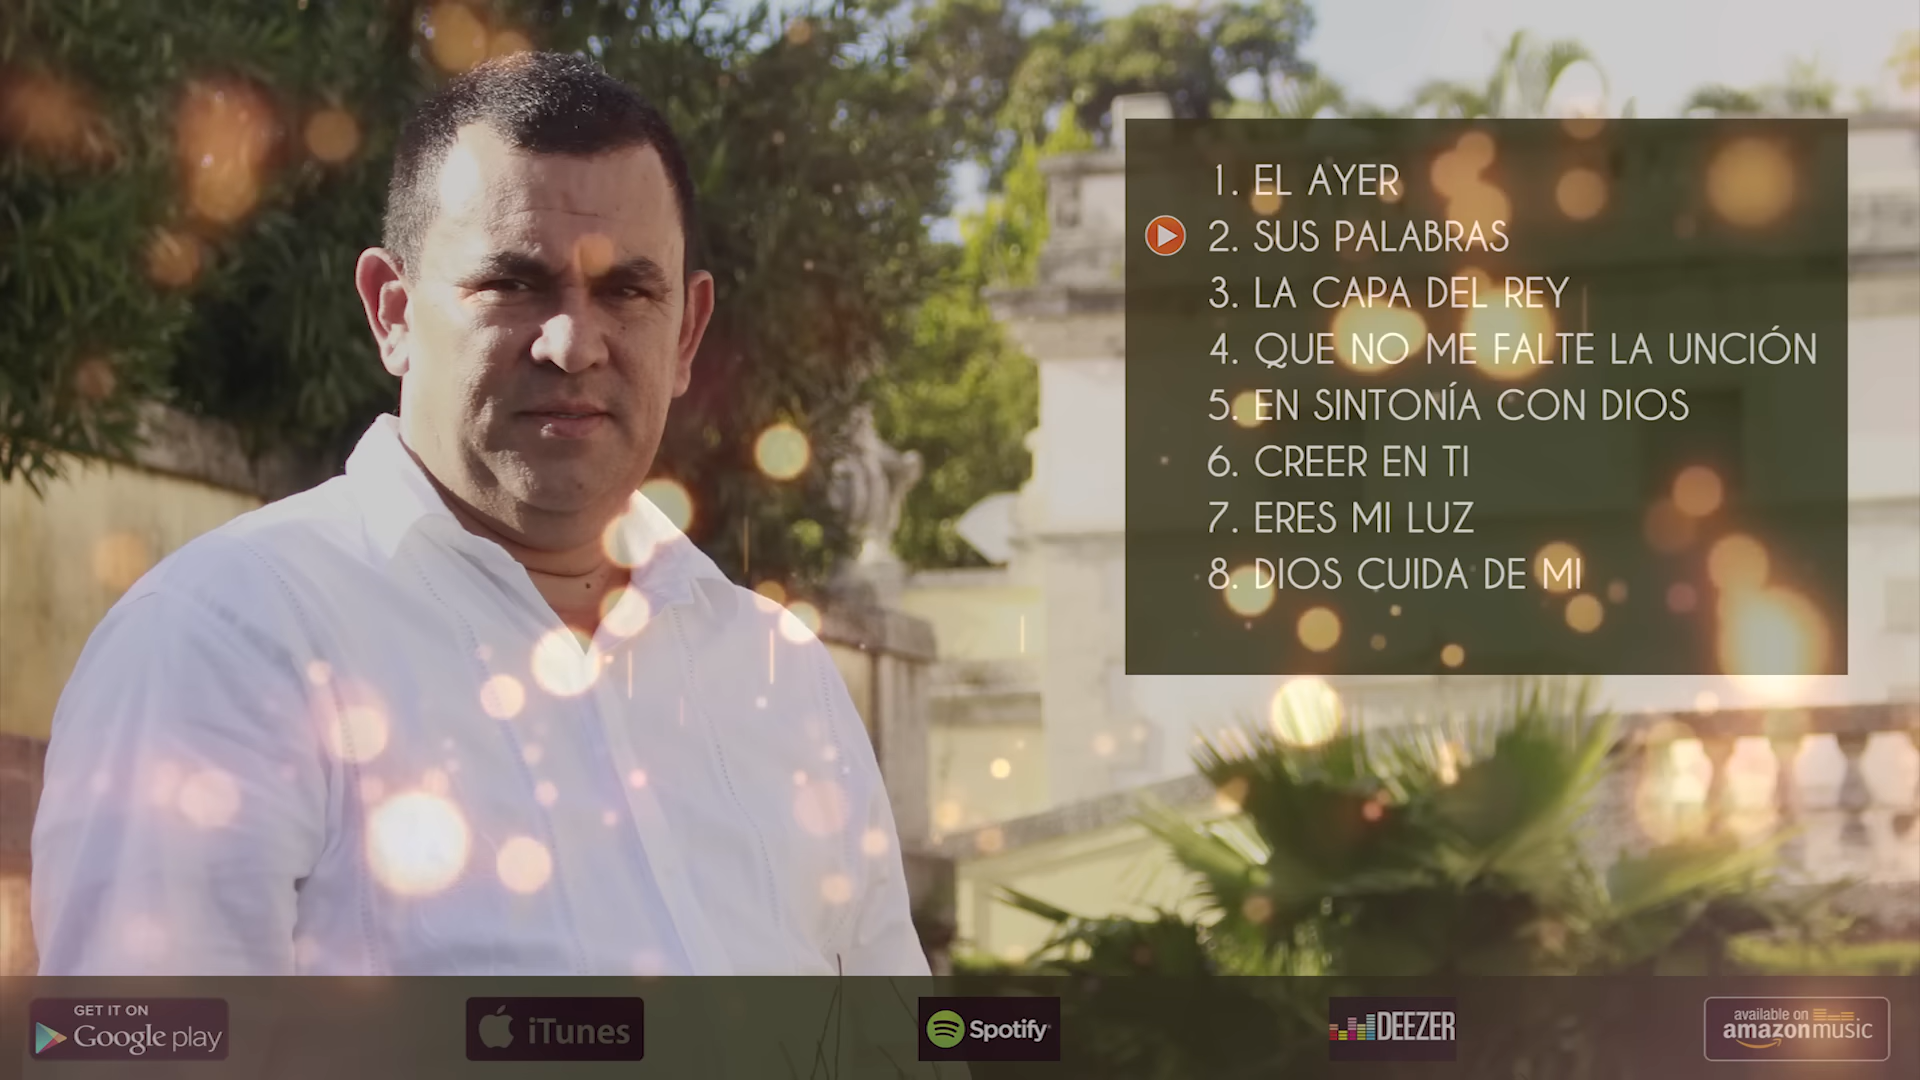 1. EL AYER
2. SUS PALABRAS
3. LA CAPA DEL REY
4. QUE NO ME FALTE LA UNCIÓN
5. EN SINTONÍA CON DIOS
6. CREER EN TI
7. ERES MI LUZ
8. DIOS CUIDA DE MI
GET IT ON
Google play
iTunes
Spotify
DEEZER
available on
amazonmusic